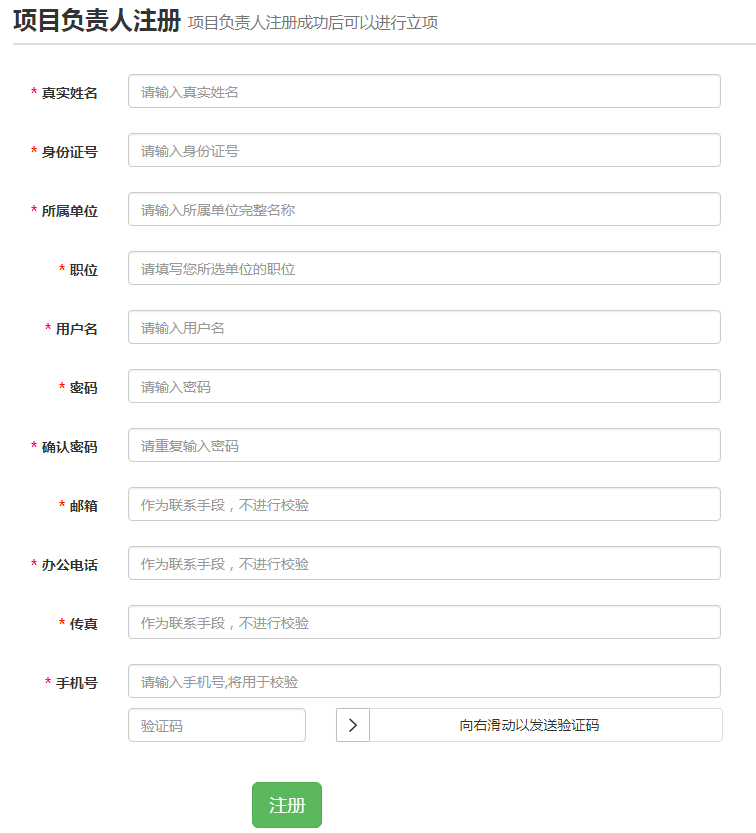 项目负责人注册 项目负责人注册成功后可以进行立项
* 真实姓名 请输入真实姓名
* 身份证号 请输入身份证号
* 所属单位 请输入所属单位完整名称
* 职位 请填写您所选单位的职位
* 用户名 请输入用户名
* 密码 请输入密码
* 确认密码 请重复输入密码
* 邮箱 作为联系手段，不进行校验
* 办公电话 作为联系手段，不进行校验
* 传真 作为联系手段，不进行校验
* 手机号 请输入手机号,将用于校验
验证码 > 向右滑动以发送验证码
注册